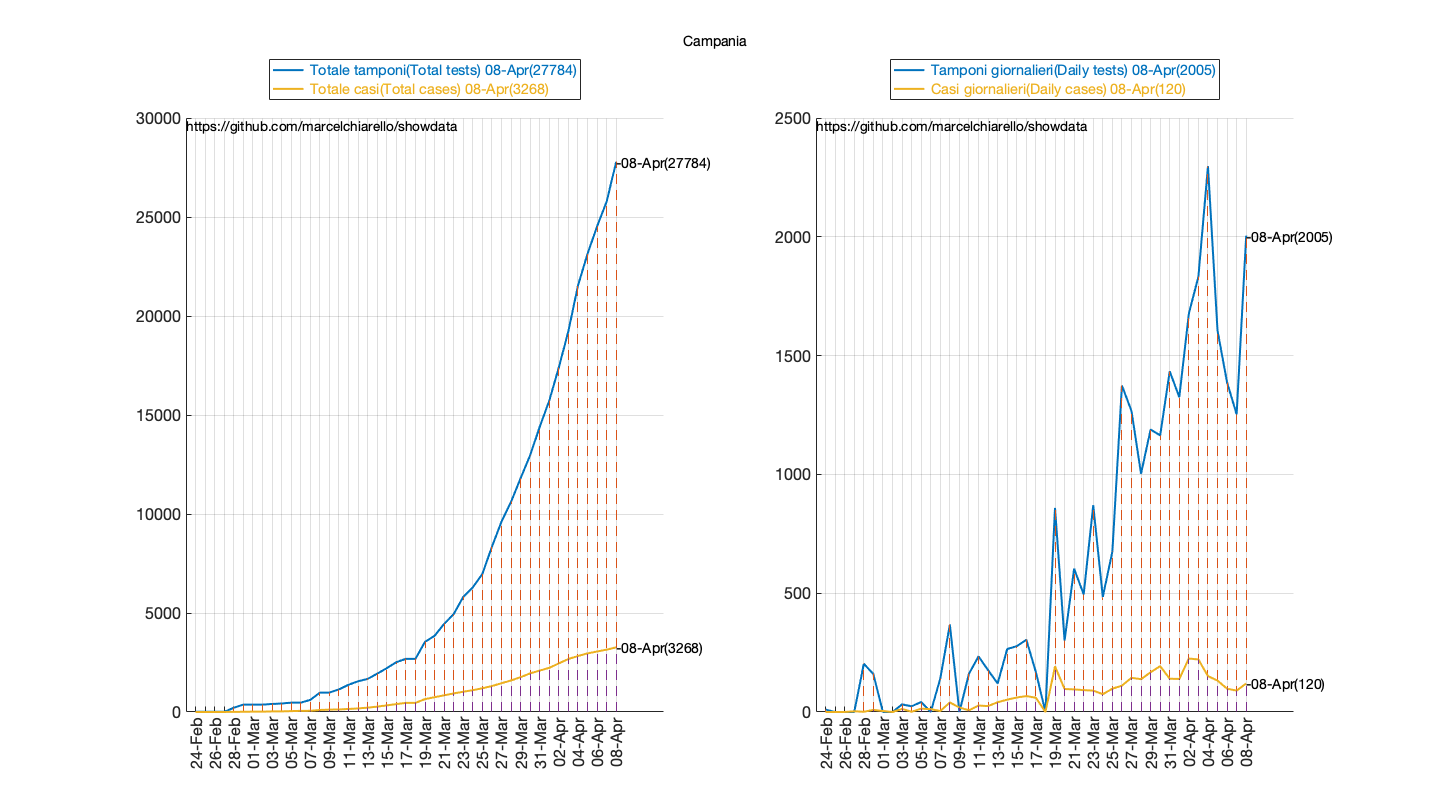 Campania
Totale tamponi(Total tests) 08-Apr(27784)
Totale casi(Total cases) 08-Apr(3268)
30000
25000
20000
15000
10000
5000
0
https://github.com/marcelchiarello/showdata
08-Apr(27784)
08-Apr(3268)
24-Feb
26-Feb
28-Feb
01-Mar
03-Mar
05-Mar
07-Mar
09-Mar
11-Mar
13-Mar
15-Mar
17-Mar
19-Mar
21-Mar
23-Mar
25-Mar
27-Mar
29-Mar
31-Mar
02-Apr
04-Apr
06-Apr
08-Apr
Tamponi giornalieri(Daily tests) 08-Apr(2005)
Casi giornalieri(Daily cases) 08-Apr(120)
2500
2000
1500
1000
500
0
https://github.com/marcelchiarello/showdata
08-Apr(2005)
08-Apr(120)
24-Feb
26-Feb
28-Feb
01-Mar
03-Mar
05-Mar
07-Mar
09-Mar
11-Mar
13-Mar
15-Mar
17-Mar
19-Mar
21-Mar
23-Mar
25-Mar
27-Mar
29-Mar
31-Mar
02-Apr
04-Apr
06-Apr
08-Apr